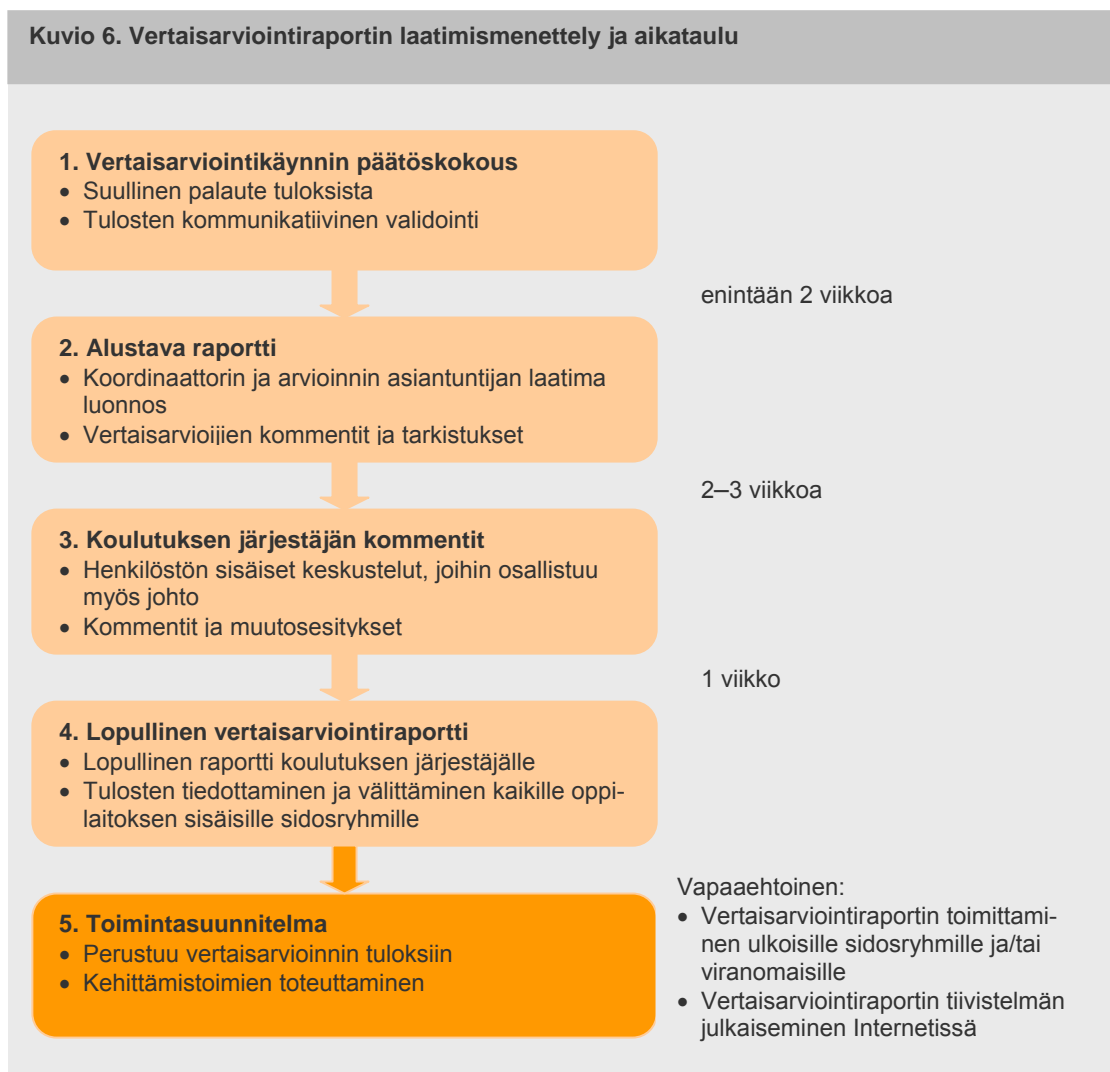 Kuvio 6. Vertaisarviointiraportin laatimismenettely ja aikataulu
1. Vertaisarviointikäynnin päätöskokous
• Suullinen palaute tuloksista
• Tulosten kommunikatiivinen validointi
enintään 2 viikkoa
2. Alustava raportti
• Koordinaattorin ja arvioinnin asiantuntijan laatima
luonnos
• Vertaisarvioijien kommentit ja tarkistukset
2–3 viikkoa
3. Koulutuksen järjestäjän kommentit
• Henkilöstön sisäiset keskustelut, joihin osallistuu
myös johto
• Kommentit ja muutosesitykset
1 viikko
4. Lopullinen vertaisarviointiraportti
• Lopullinen raportti koulutuksen järjestäjälle
• Tulosten tiedottaminen ja välittäminen kaikille oppi-
laitoksen sisäisille sidosryhmille
5. Toimintasuunnitelma
• Perustuu vertaisarvioinnin tuloksiin
• Kehittämistoimien toteuttaminen
Vapaaehtoinen:
• Vertaisarviointiraportin toimittami-
nen ulkoisille sidosryhmille ja/tai
viranomaisille
• Vertaisarviointiraportin tiivistelmän
julkaiseminen Internetissä